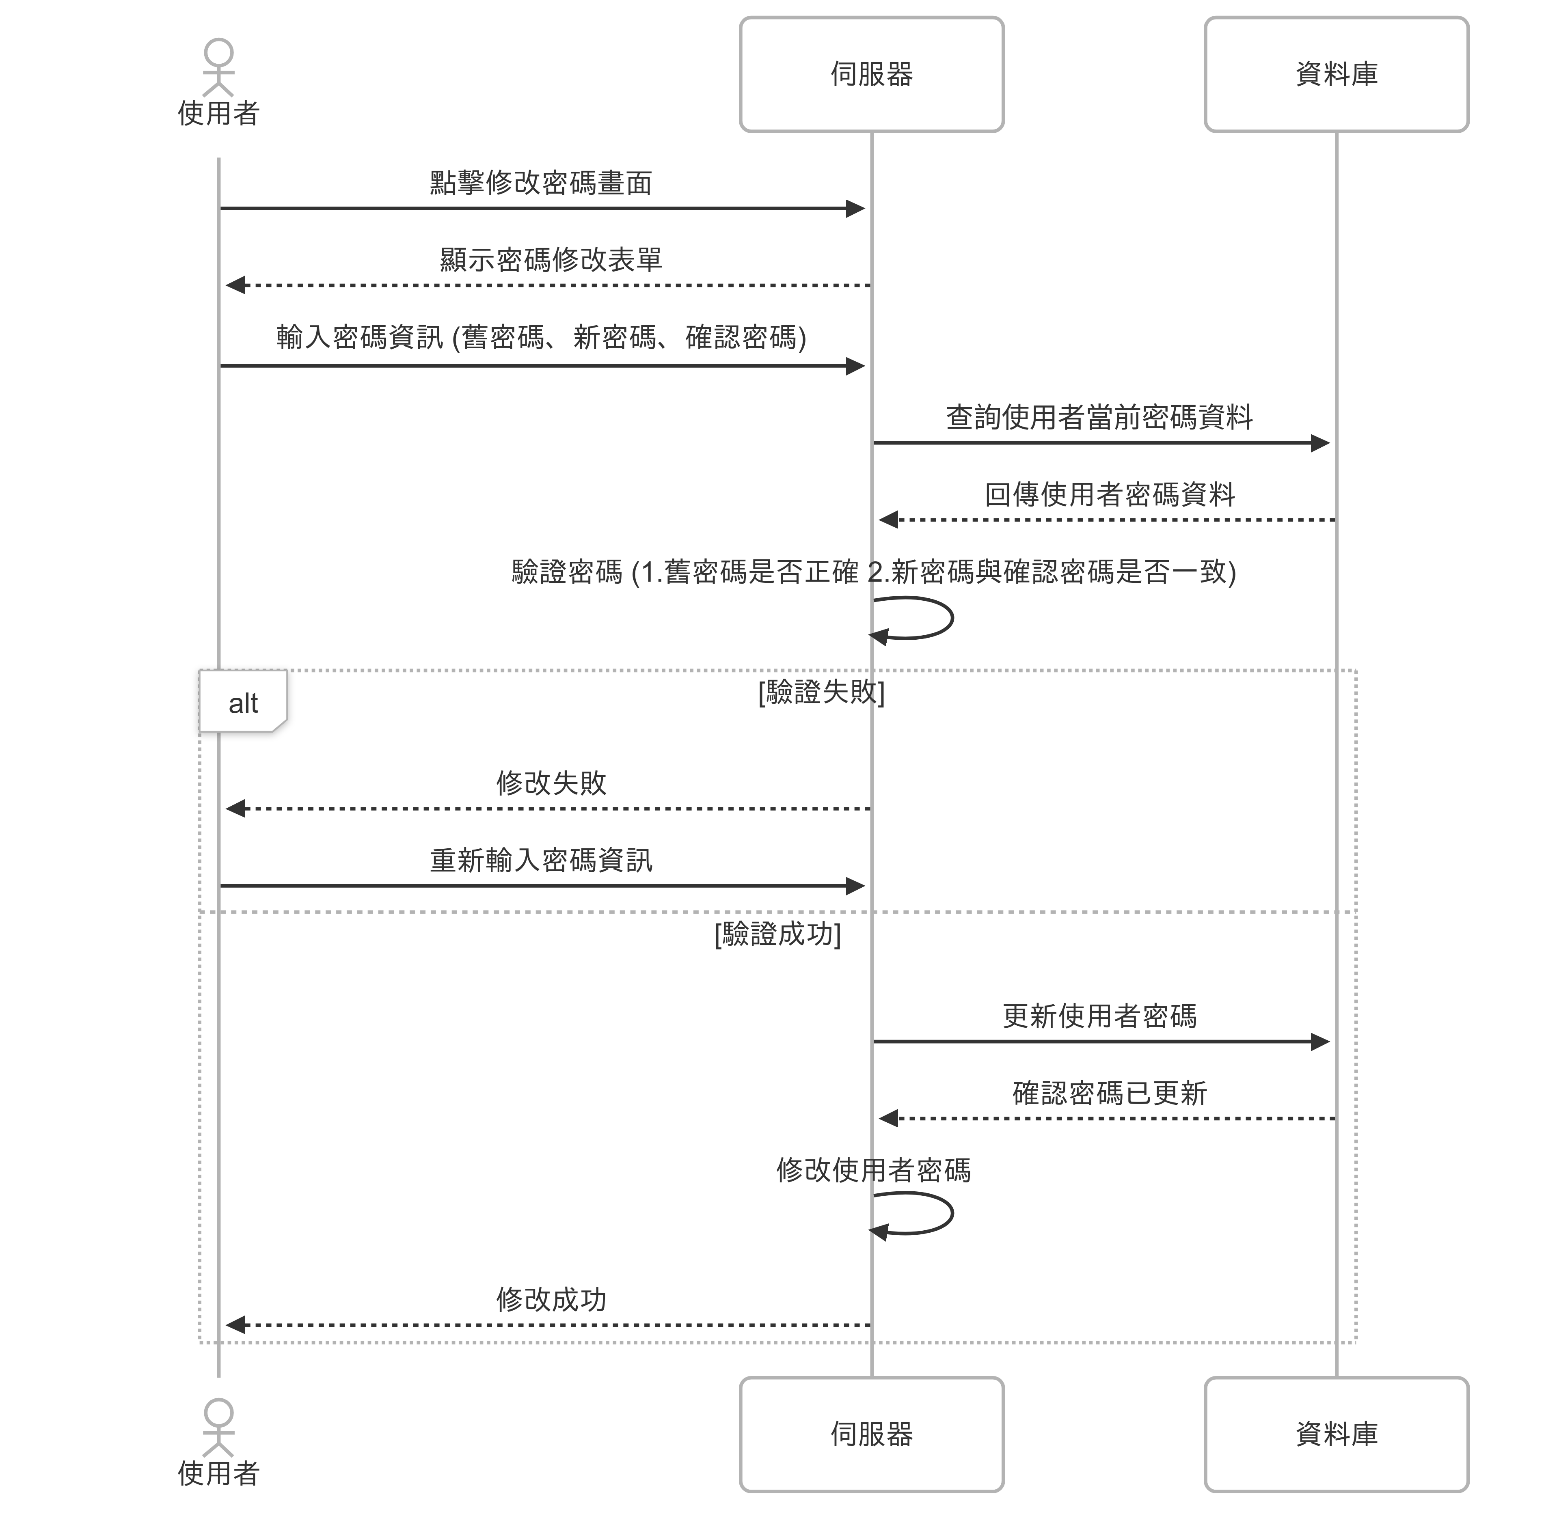 使用者
伺服器
資料庫
點擊修改密碼畫面
顯示密碼修改表單
輸入密碼資訊 (舊密碼、新密碼、確認密碼)
查詢使用者當前密碼資料
回傳使用者密碼資料
驗證密碼 (1.舊密碼是否正確 2.新密碼與確認密碼是否一致)
alt
[驗證失敗]
修改失敗
重新輸入密碼資訊
[驗證成功]
更新使用者密碼
確認密碼已更新
修改使用者密碼
修改成功
使用者
伺服器
資料庫